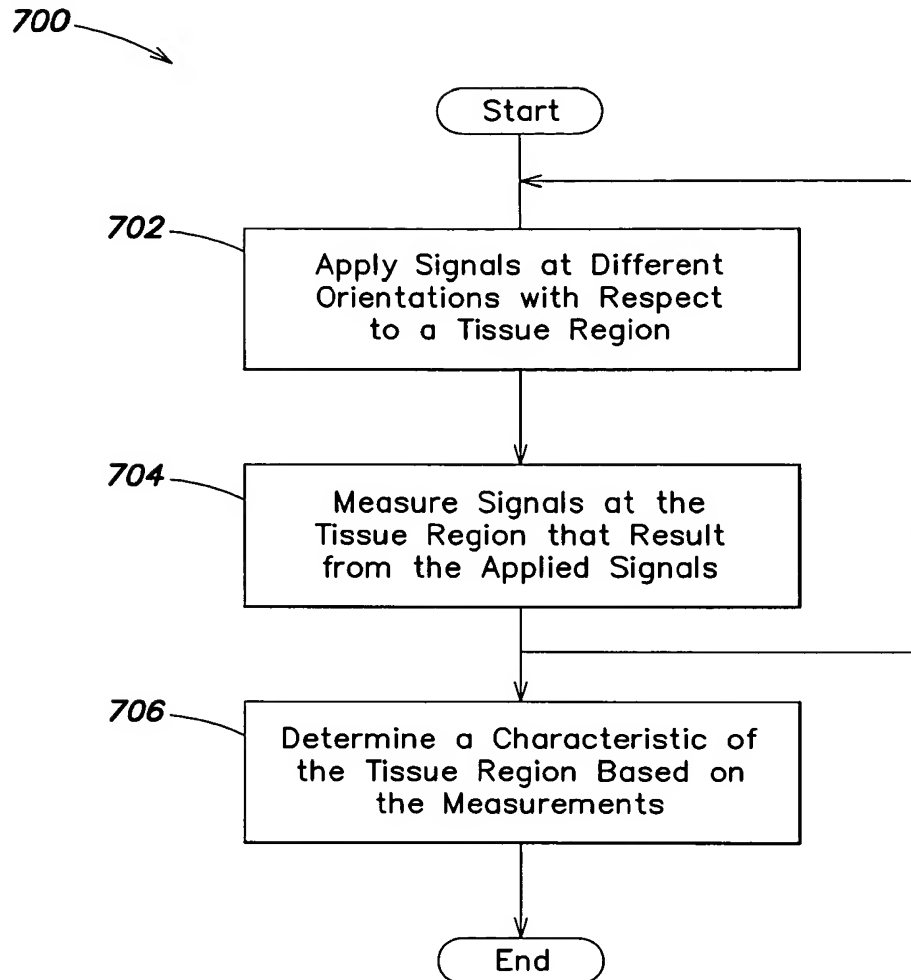 700
Start
702
Apply Signals at Different
Orientations with Respect
to a Tissue Region
704
Measure Signals at the
Tissue Region that Result
from the Applied Signals
706
Determine a Characteristic of
the Tissue Region Based on
the Measurements
End